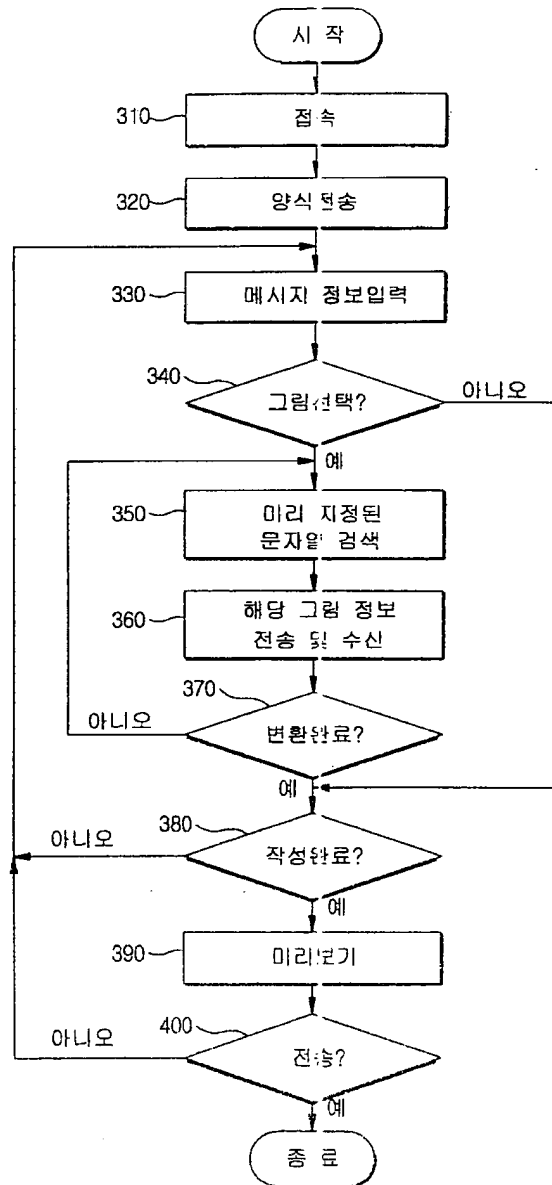 시 작
310
접속
320
양식전송
330
메시지 정보입력
340
그림선택?
아니오
예
350
미리 지정된
문자열 검색
360
해당 그림 정보
전송 및 수신
370
아니오
변환완료?
예
380
아니오
작성완료?
예
390
미리보기
400
아니오
전송?
예
종 료